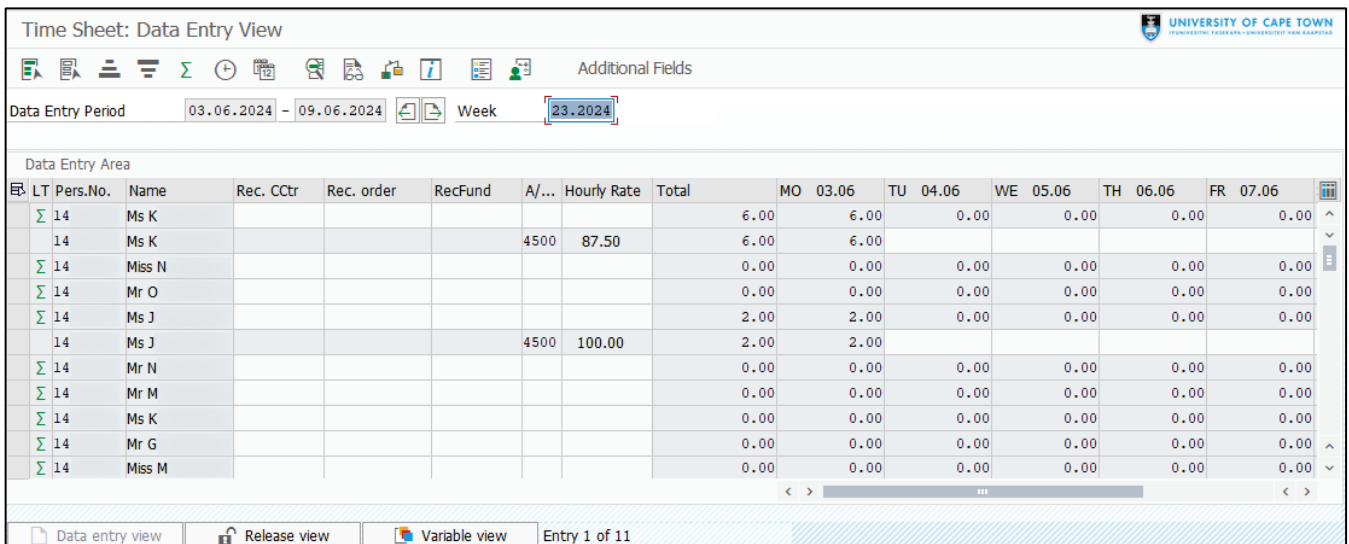 Time Sheet: Data Entry View
UNIVERSITY OF CAPE TOWN
IYUNIVESITHI YASEKAPA • UNIVERSITEIT VAN KAAPSTAD
Σ 12 i Additional Fields
Data Entry Period 03.06.2024 - 09.06.2024 Week 23.2024
Data Entry Area
LT Pers.No. Name Rec. CCtr Rec. order RecFund A/... Hourly Rate Total MO 03.06 TU 04.06 WE 05.06 TH 06.06 FR 07.06
Σ 14 Ms K 6.00 6.00 0.00 0.00 0.00 0.00
14 Ms K 4500 87.50 6.00 6.00
Σ 14 Miss N 0.00 0.00 0.00 0.00 0.00 0.00
Σ 14 Mr O 0.00 0.00 0.00 0.00 0.00 0.00
Σ 14 Ms J 2.00 2.00 0.00 0.00 0.00 0.00
14 Ms J 4500 100.00 2.00 2.00
Σ 14 Mr N 0.00 0.00 0.00 0.00 0.00 0.00
Σ 14 Mr M 0.00 0.00 0.00 0.00 0.00 0.00
Σ 14 Ms K 0.00 0.00 0.00 0.00 0.00 0.00
Σ 14 Mr G 0.00 0.00 0.00 0.00 0.00 0.00
Σ 14 Miss M 0.00 0.00 0.00 0.00 0.00 0.00
Data entry view Release view Variable view Entry 1 of 11